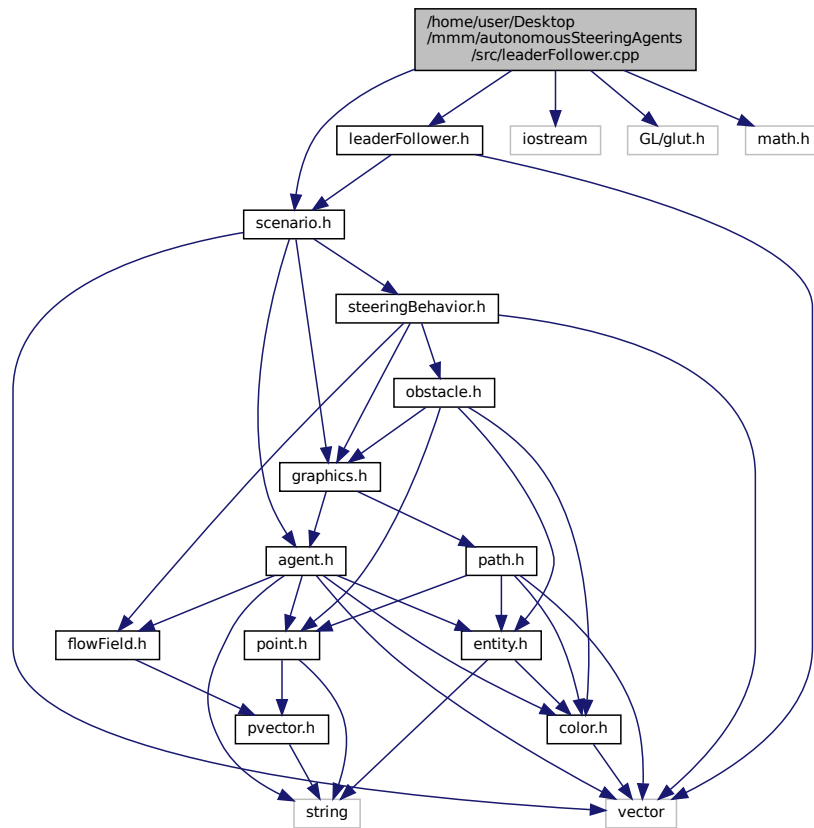 /home/user/Desktop
/mmm/autonomousSteeringAgents
/src/leaderFollower.cpp
leaderFollower.h
iostream
GL/glut.h
math.h
scenario.h
steeringBehavior.h
obstacle.h
graphics.h
agent.h
path.h
flowField.h
point.h
entity.h
pvector.h
color.h
string
vector